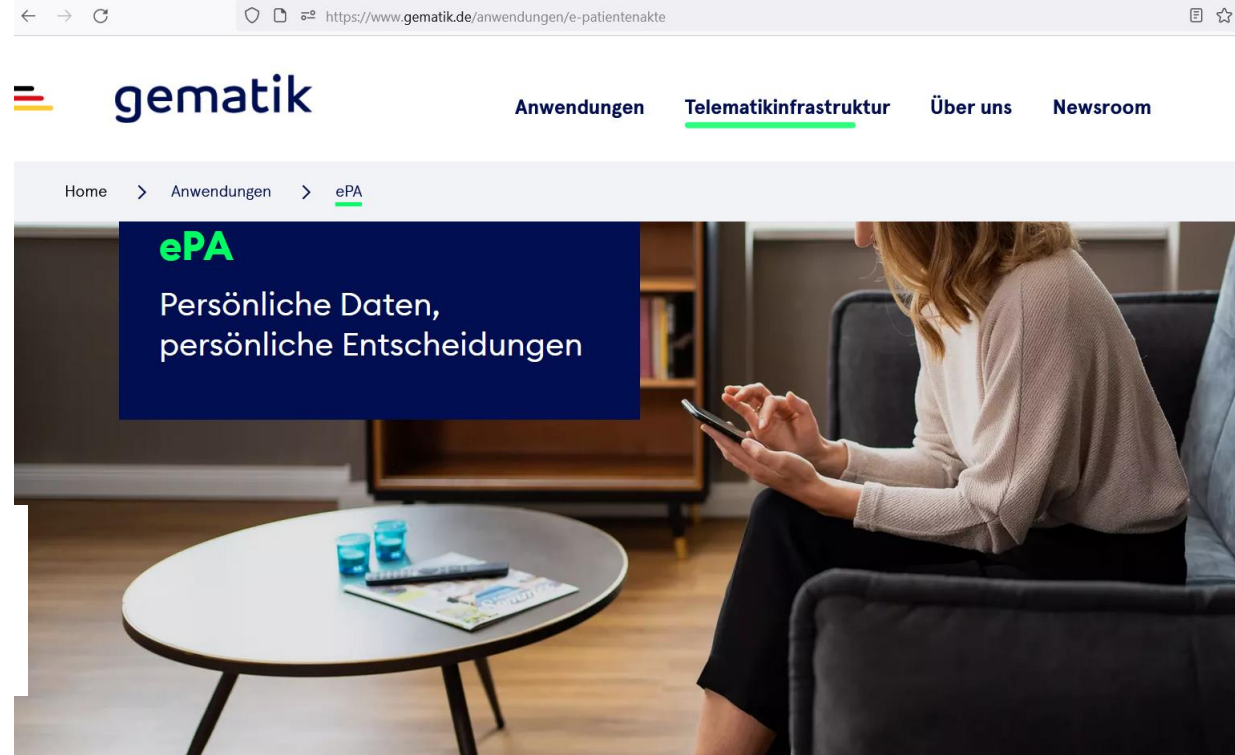 https://www.gematik.de/anwendungen/e-patientenakte
gematik
Anwendungen
Telematikinfrastruktur
Über uns
Newsroom
Home > Anwendungen > ePA
ePA
Persönliche Daten,
persönliche Entscheidungen